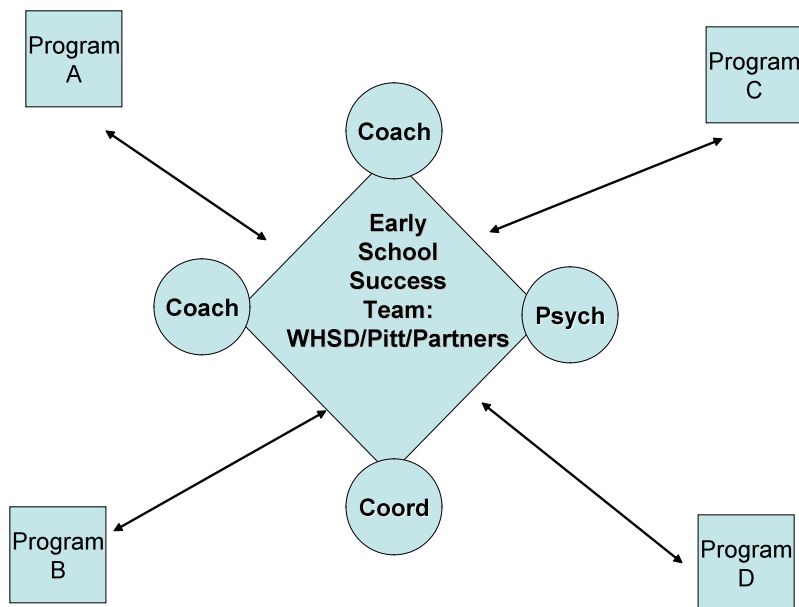 Program
A
Program
C
Coach
Early
School
Success
Team:
WHSD/Pitt/Partners
Coach
Psych
Coord
Program
B
Program
D